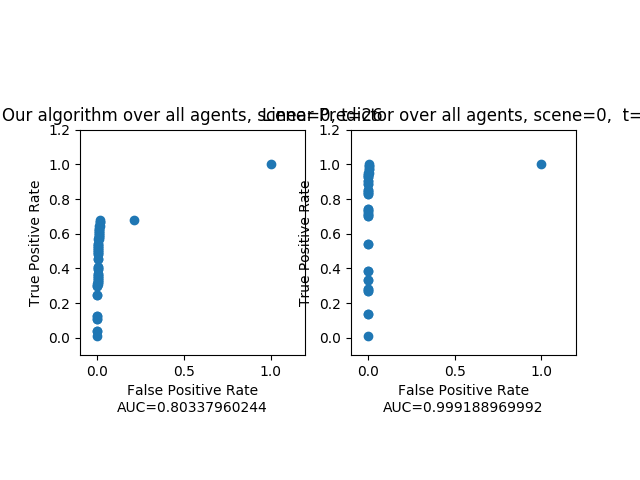 Our algorithm over all agents, scene=0, t=26
Linear Predictor over all agents, scene=0, t=
1.2
1.0
0.8
0.6
0.4
0.2
0.0
True Positive Rate
0.0 0.5 1.0
False Positive Rate
AUC=0.80337960244
1.2
1.0
0.8
0.6
0.4
0.2
0.0
True Positive Rate
0.0 0.5 1.0
False Positive Rate
AUC=0.999188969992